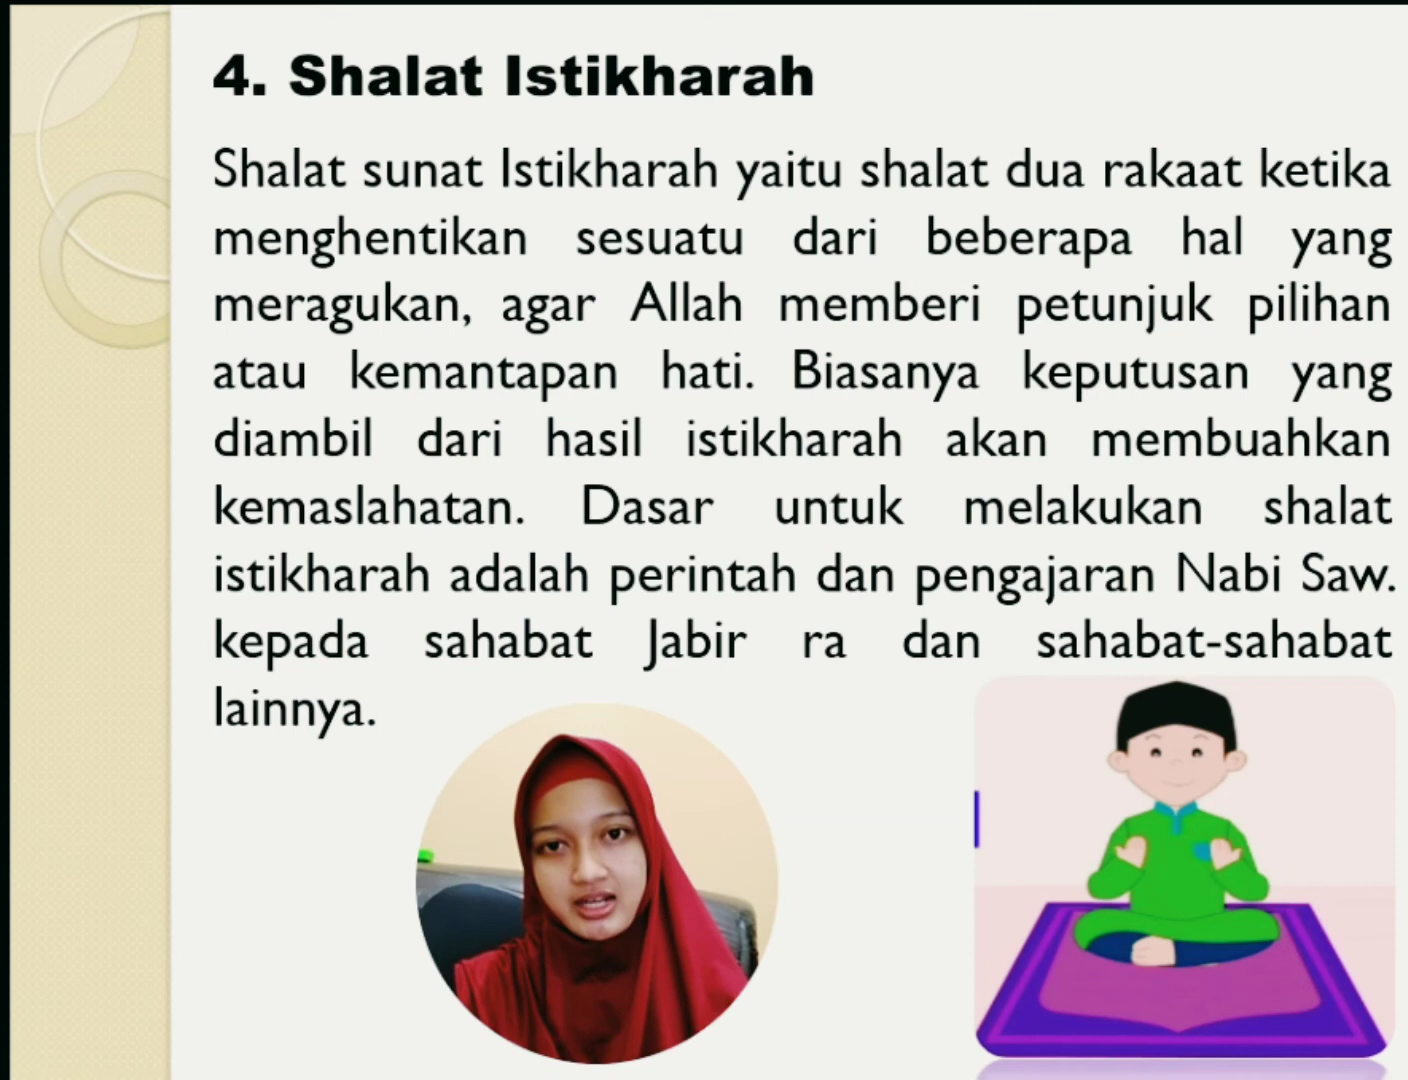 4. Shalat Istikharah
Shalat sunat Istikharah yaitu shalat dua rakaat ketika
menghentikan sesuatu dari beberapa hal yang
meragukan, agar Allah memberi petunjuk pilihan
atau kemantapan hati. Biasanya keputusan yang
diambil dari hasil istikharah akan membuahkan
kemaslahatan. Dasar untuk melakukan shalat
istikharah adalah perintah dan pengajaran Nabi Saw.
kepada sahabat Jabir ra dan sahabat-sahabat
lainnya.